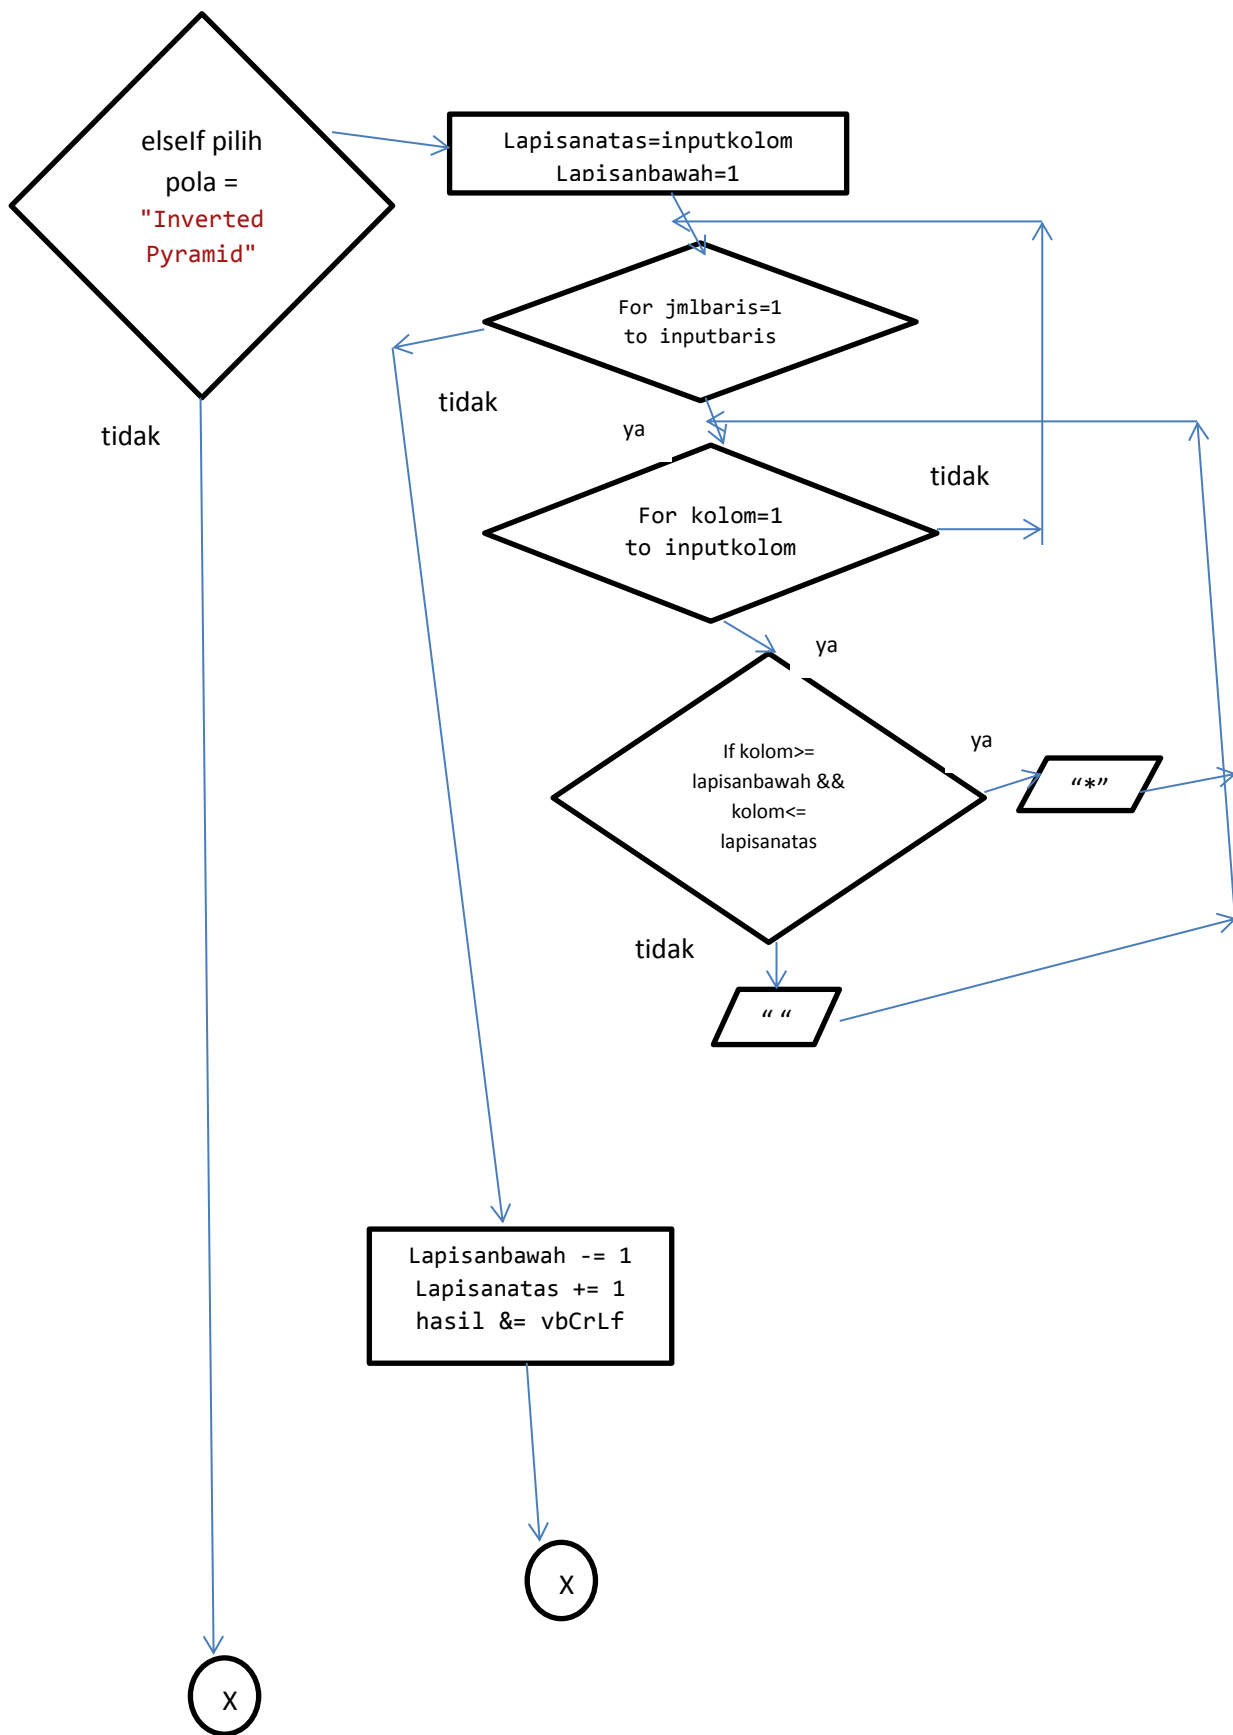 elseIf pilih
pola =
"Inverted
Pyramid"
tidak
Lapisanatas=inputkolom
Lapisanbawah=1
For jmlbaris=1
to inputbaris
tidak
ya
For kolom=1
to inputkolom
tidak
ya
If kolom>=
lapisanbawah &&
kolom<=
lapisanatas
ya
“*”
tidak
“ “
Lapisanbawah -= 1
Lapisanatas += 1
hasil &= vbCrLf
X
X